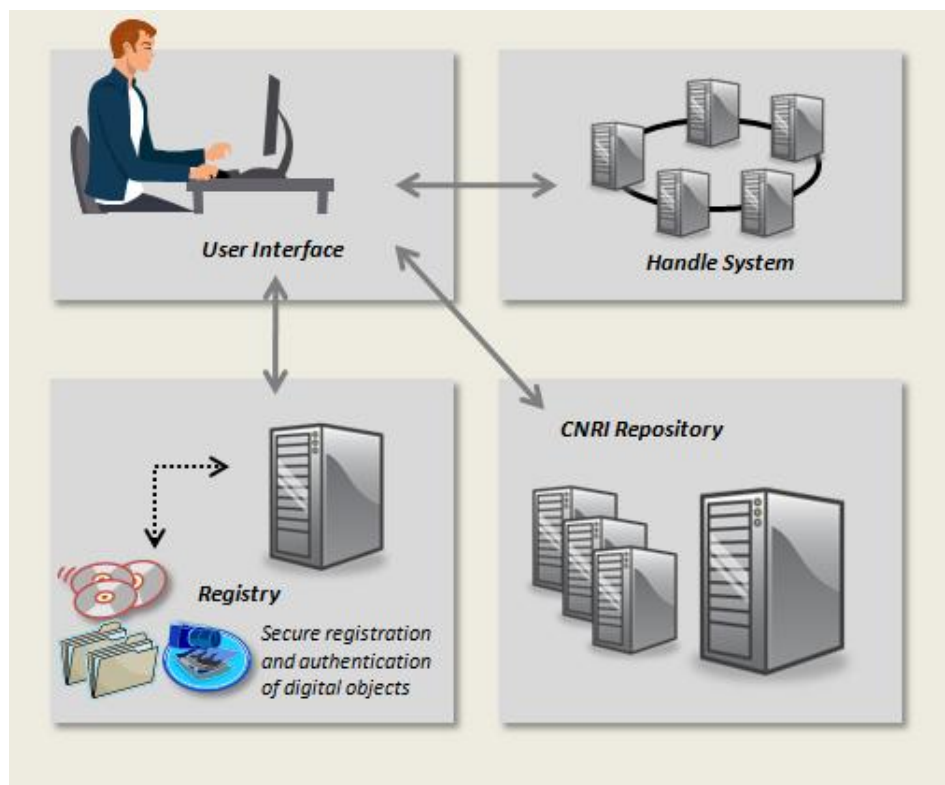 User Interface
Handle System
CNRI Repository
Registry
Secure registration
and authentication
of digital objects